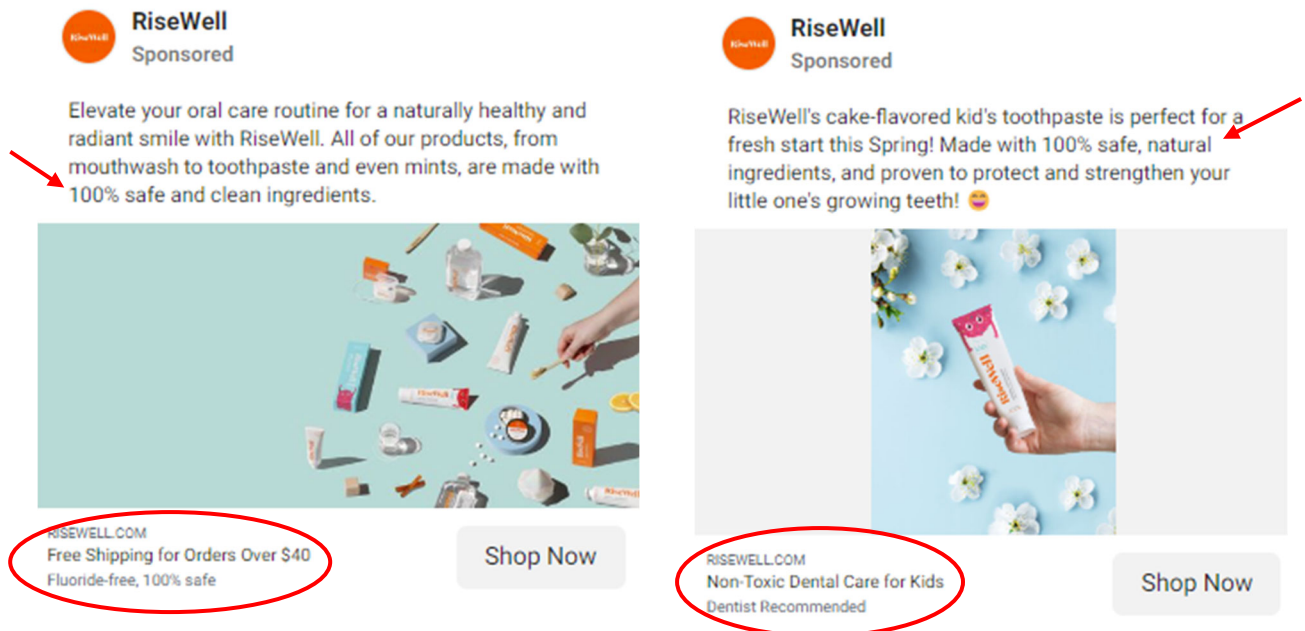 RiseWell
RiseWell
Sponsored
Elevate your oral care routine for a naturally healthy and
radiant smile with RiseWell. All of our products, from
mouthwash to toothpaste and even mints, are made with
100% safe and clean ingredients.
RISEWELL.COM
Free Shipping for Orders Over $40
Fluoride-free, 100% safe
Shop Now
RiseWell
RiseWell
Sponsored
RiseWell's cake-flavored kid's toothpaste is perfect for a
fresh start this Spring! Made with 100% safe, natural
ingredients, and proven to protect and strengthen your
little one's growing teeth! 😄
RiseWell
RISEWELL.COM
Non-Toxic Dental Care for Kids
Dentist Recommended
Shop Now